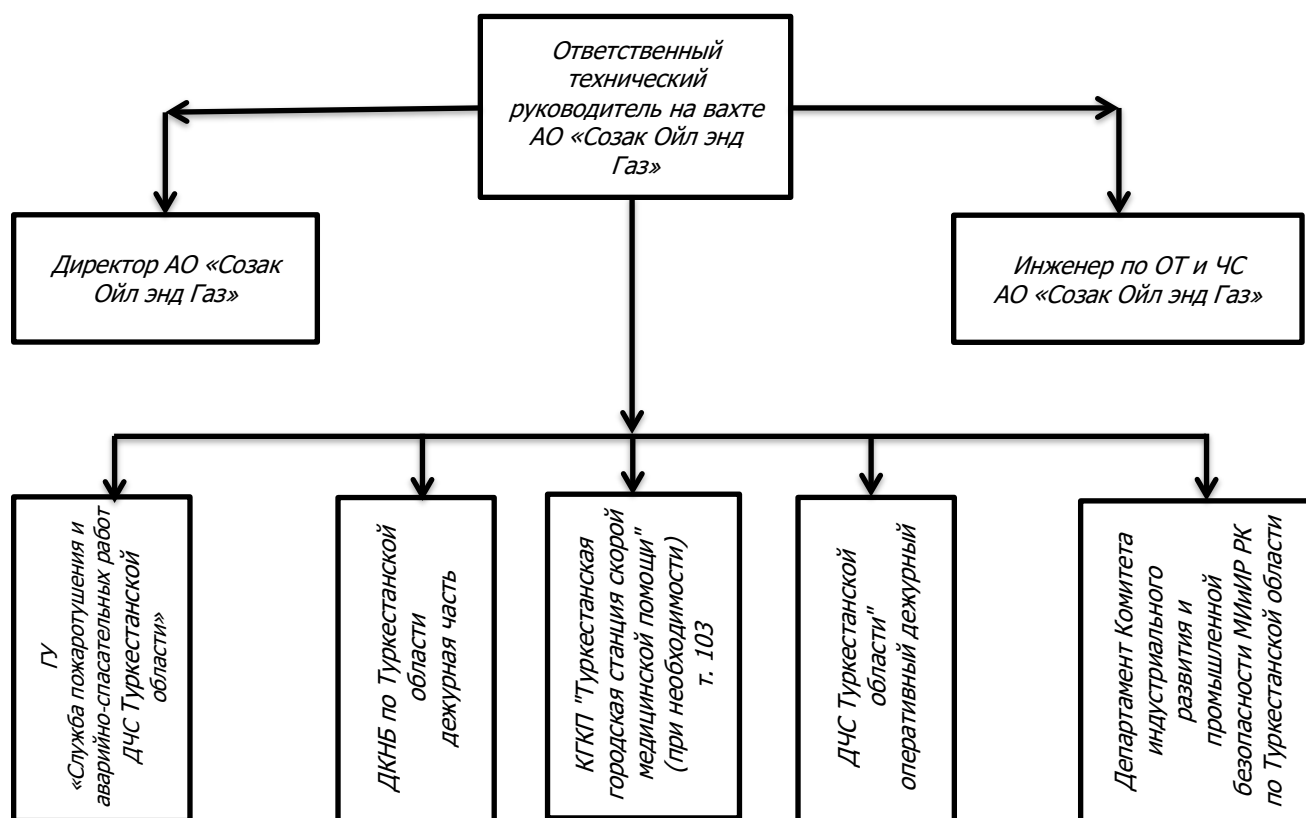 Ответственный
технический
руководитель на вахте
АО «Созак Ойл энд
Газ»
Директор АО «Созак
Ойл энд Газ»
Инженер по ОТ и ЧС
АО «Созак Ойл энд Газ»
ГУ
«Служба пожаротушения и
аварийно-спасательных работ
ДЧС Туркестанской
области»
ДКНБ по Туркестанской
области
дежурная часть
КГКП "Туркестанская
городская станция скорой
медицинской помощи"
(при необходимости)
т. 103
ДЧС Туркестанской
области"
оперативный дежурный
Департамент Комитета
индустриального
развития и
промышленной
безопасности МИиИР РК
по Туркестанской области